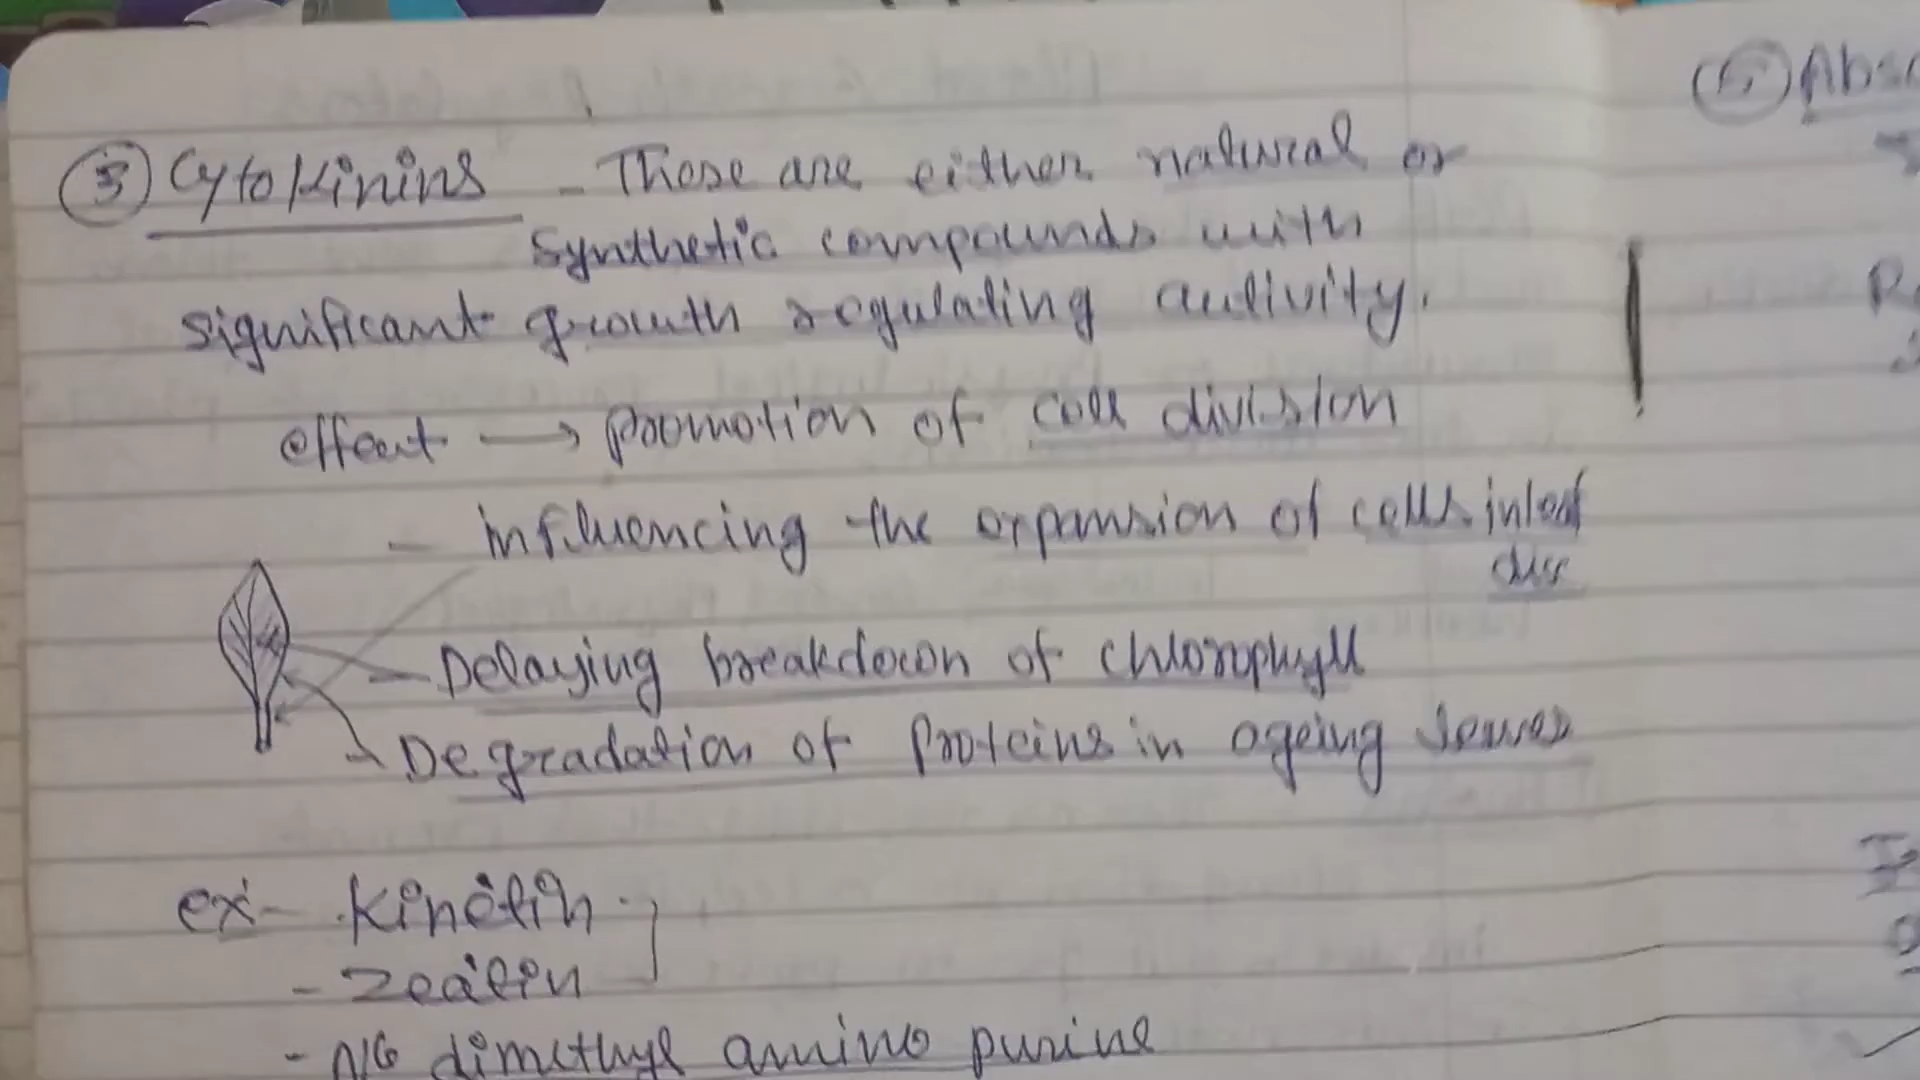 ③ Cytokinins - These are either natural or
synthetic compounds with
significant growth regulating activity.
effect → promotion of cell division
- influencing the expansion of cells in leaf
disc
- Delaying breakdown of chlorophyll
- Degradation of Proteins in ageing leaves
ex - Kinetin
- Zeatin
- N6 dimethyl amino purine